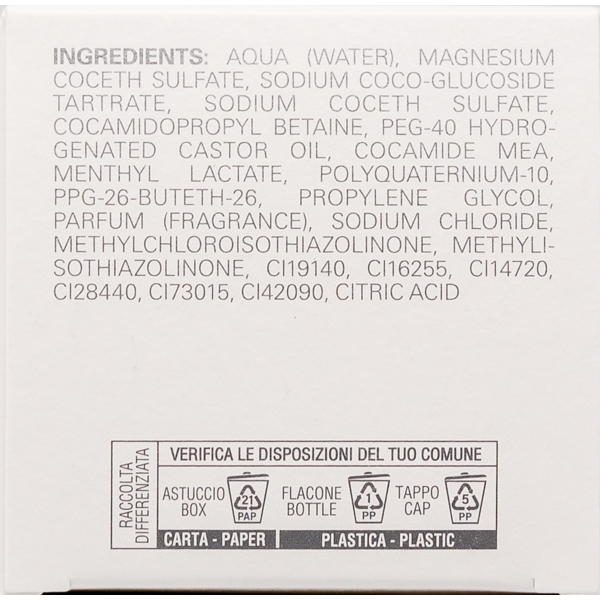 INGREDIENTS: AQUA (WATER), MAGNESIUM
COCETH SULFATE, SODIUM COCO-GLUCOSIDE
TARTRATE, SODIUM COCETH SULFATE,
COCAMIDOPROPYL BETAINE, PEG-40 HYDRO-
GENATED CASTOR OIL, COCAMIDE MEA,
MENTHYL LACTATE, POLYQUATERNIUM-10,
PPG-26-BUTETH-26, PROPYLENE GLYCOL,
PARFUM (FRAGRANCE), SODIUM CHLORIDE,
METHYLCHLOROISOTHIAZOLINONE, METHYLI-
SOTHIAZOLINONE, CI19140, CI16255, CI14720,
CI28440, CI73015, CI42090, CITRIC ACID
RACCOLTA
DIFFERENZIATA
VERIFICA LE DISPOSIZIONI DEL TUO COMUNE
ASTUCCIO
BOX
21
PAP
FLACONE
BOTTLE
1
PP
TAPPO
CAP
5
PP
CARTA - PAPER
PLASTICA - PLASTIC